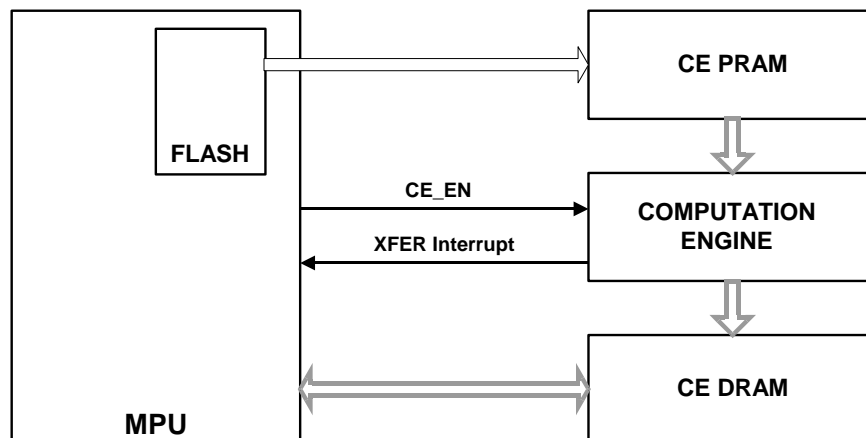 CE PRAM
FLASH
CE_EN
COMPUTATION
ENGINE
XFER Interrupt
CE DRAM
MPU